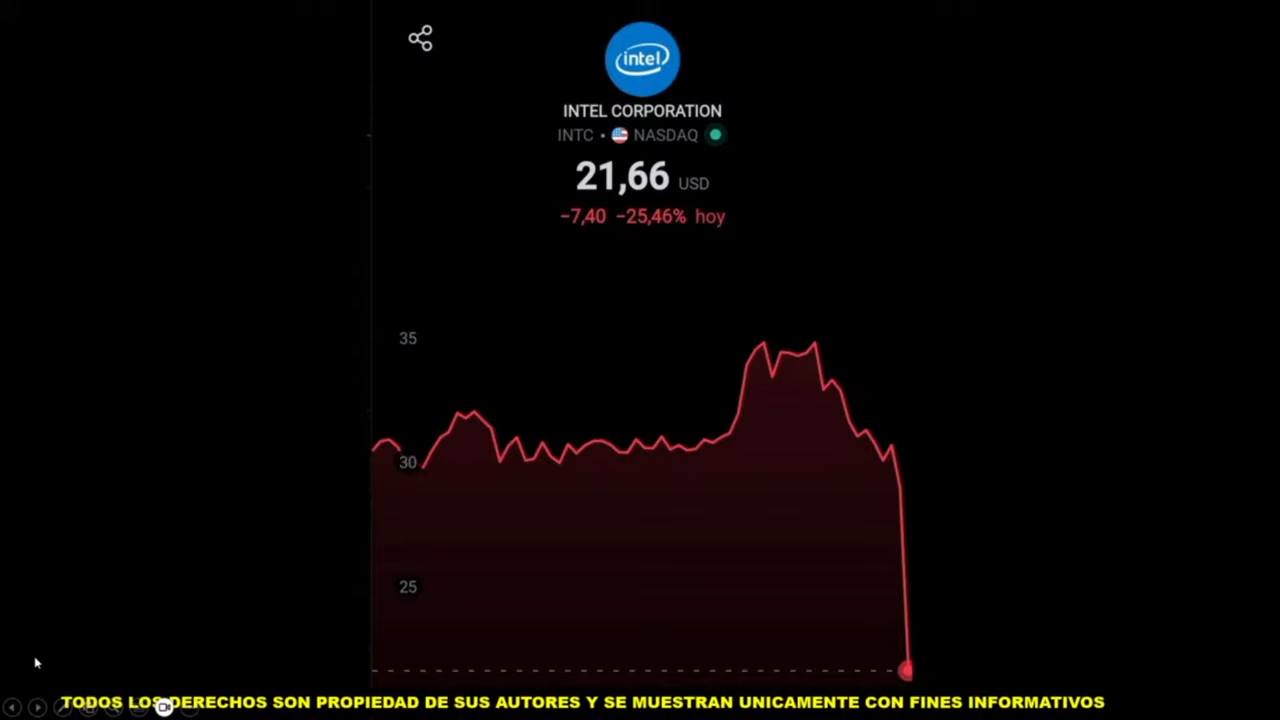 intel
INTEL CORPORATION
INTC • NASDAQ
21,66 USD
−7,40 −25,46% hoy
35
30
25
TODOS LOS DERECHOS SON PROPIEDAD DE SUS AUTORES Y SE MUESTRAN UNICAMENTE CON FINES INFORMATIVOS